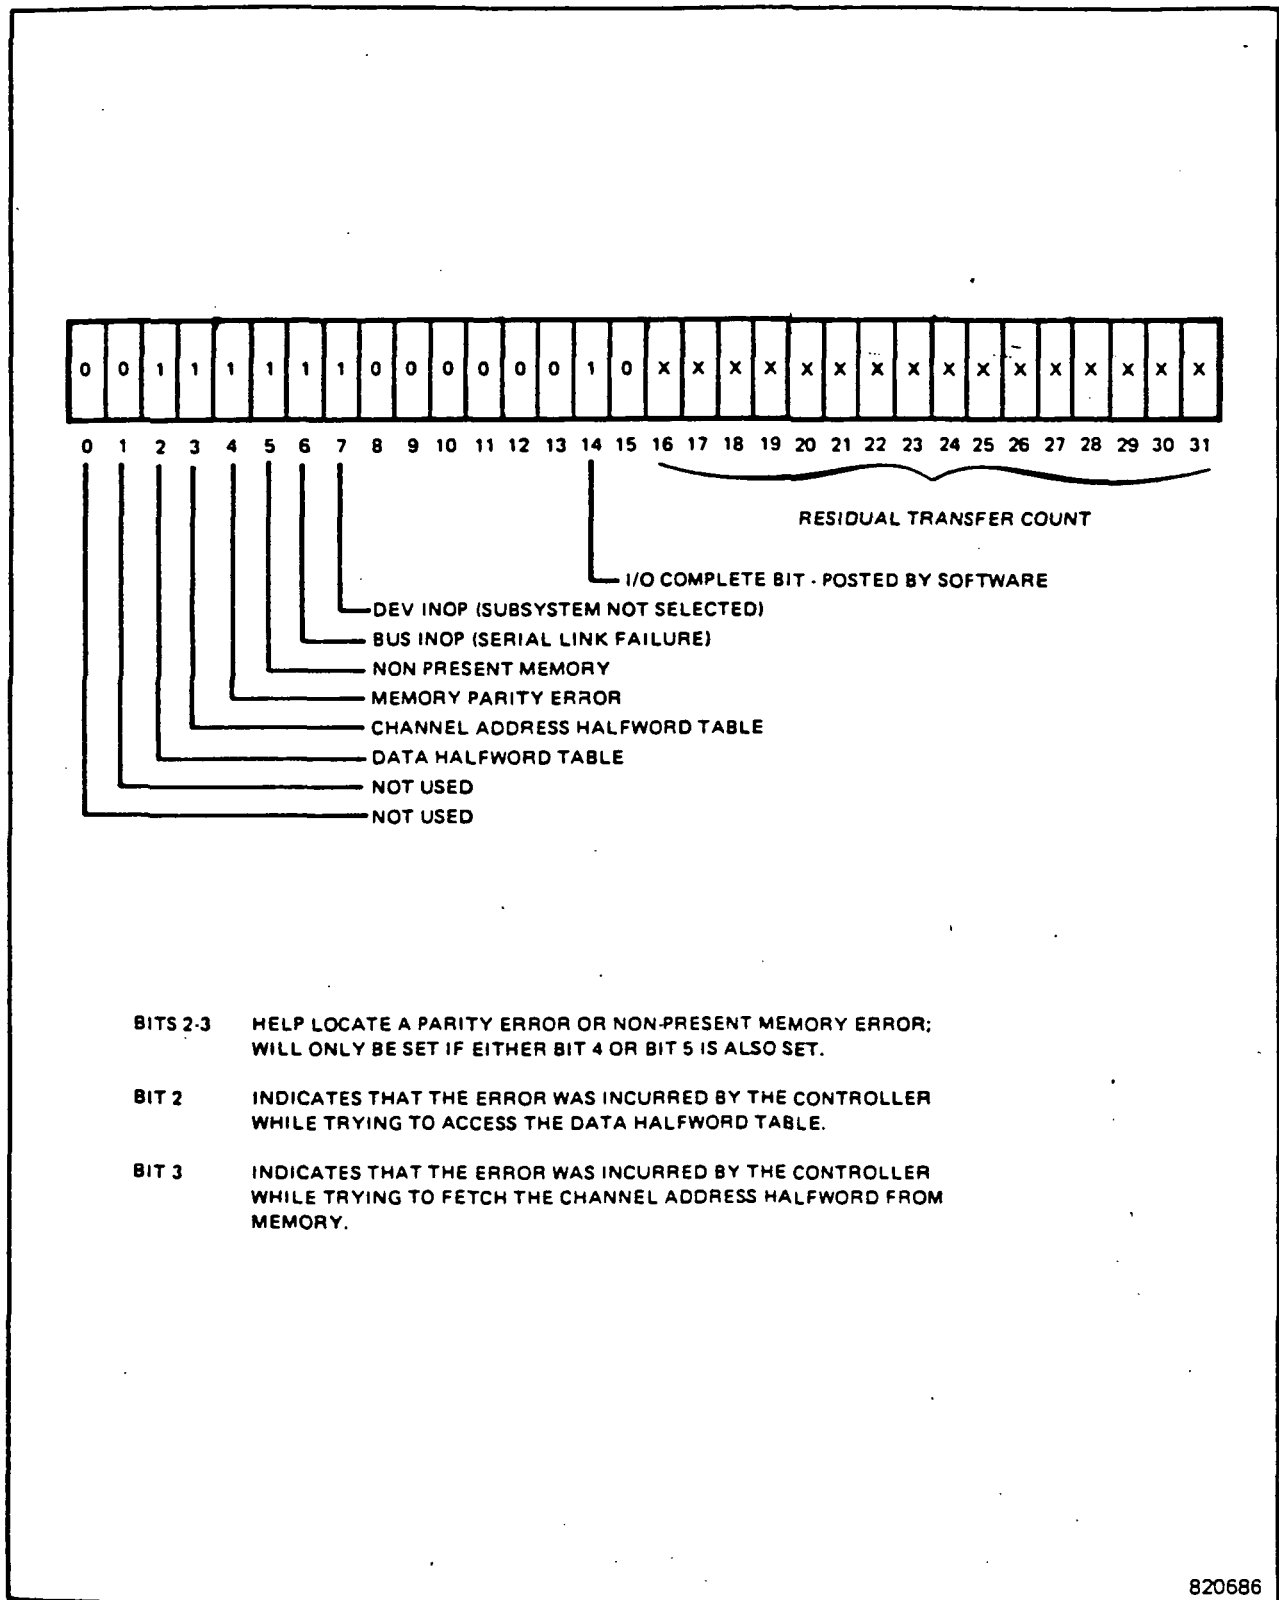 0 0 1 1 1 1 1 1 0 0 0 0 0 0 1 0 X X X X X X X X X X X X X X X X
0 1 2 3 4 5 6 7 8 9 10 11 12 13 14 15 16 17 18 19 20 21 22 23 24 25 26 27 28 29 30 31
RESIDUAL TRANSFER COUNT
I/O COMPLETE BIT - POSTED BY SOFTWARE
DEV INOP (SUBSYSTEM NOT SELECTED)
BUS INOP (SERIAL LINK FAILURE)
NON PRESENT MEMORY
MEMORY PARITY ERROR
CHANNEL ADDRESS HALFWORD TABLE
DATA HALFWORD TABLE
NOT USED
NOT USED
BITS 2-3 HELP LOCATE A PARITY ERROR OR NON-PRESENT MEMORY ERROR;
WILL ONLY BE SET IF EITHER BIT 4 OR BIT 5 IS ALSO SET.
BIT 2 INDICATES THAT THE ERROR WAS INCURRED BY THE CONTROLLER
WHILE TRYING TO ACCESS THE DATA HALFWORD TABLE.
BIT 3 INDICATES THAT THE ERROR WAS INCURRED BY THE CONTROLLER
WHILE TRYING TO FETCH THE CHANNEL ADDRESS HALFWORD FROM
MEMORY.
820686